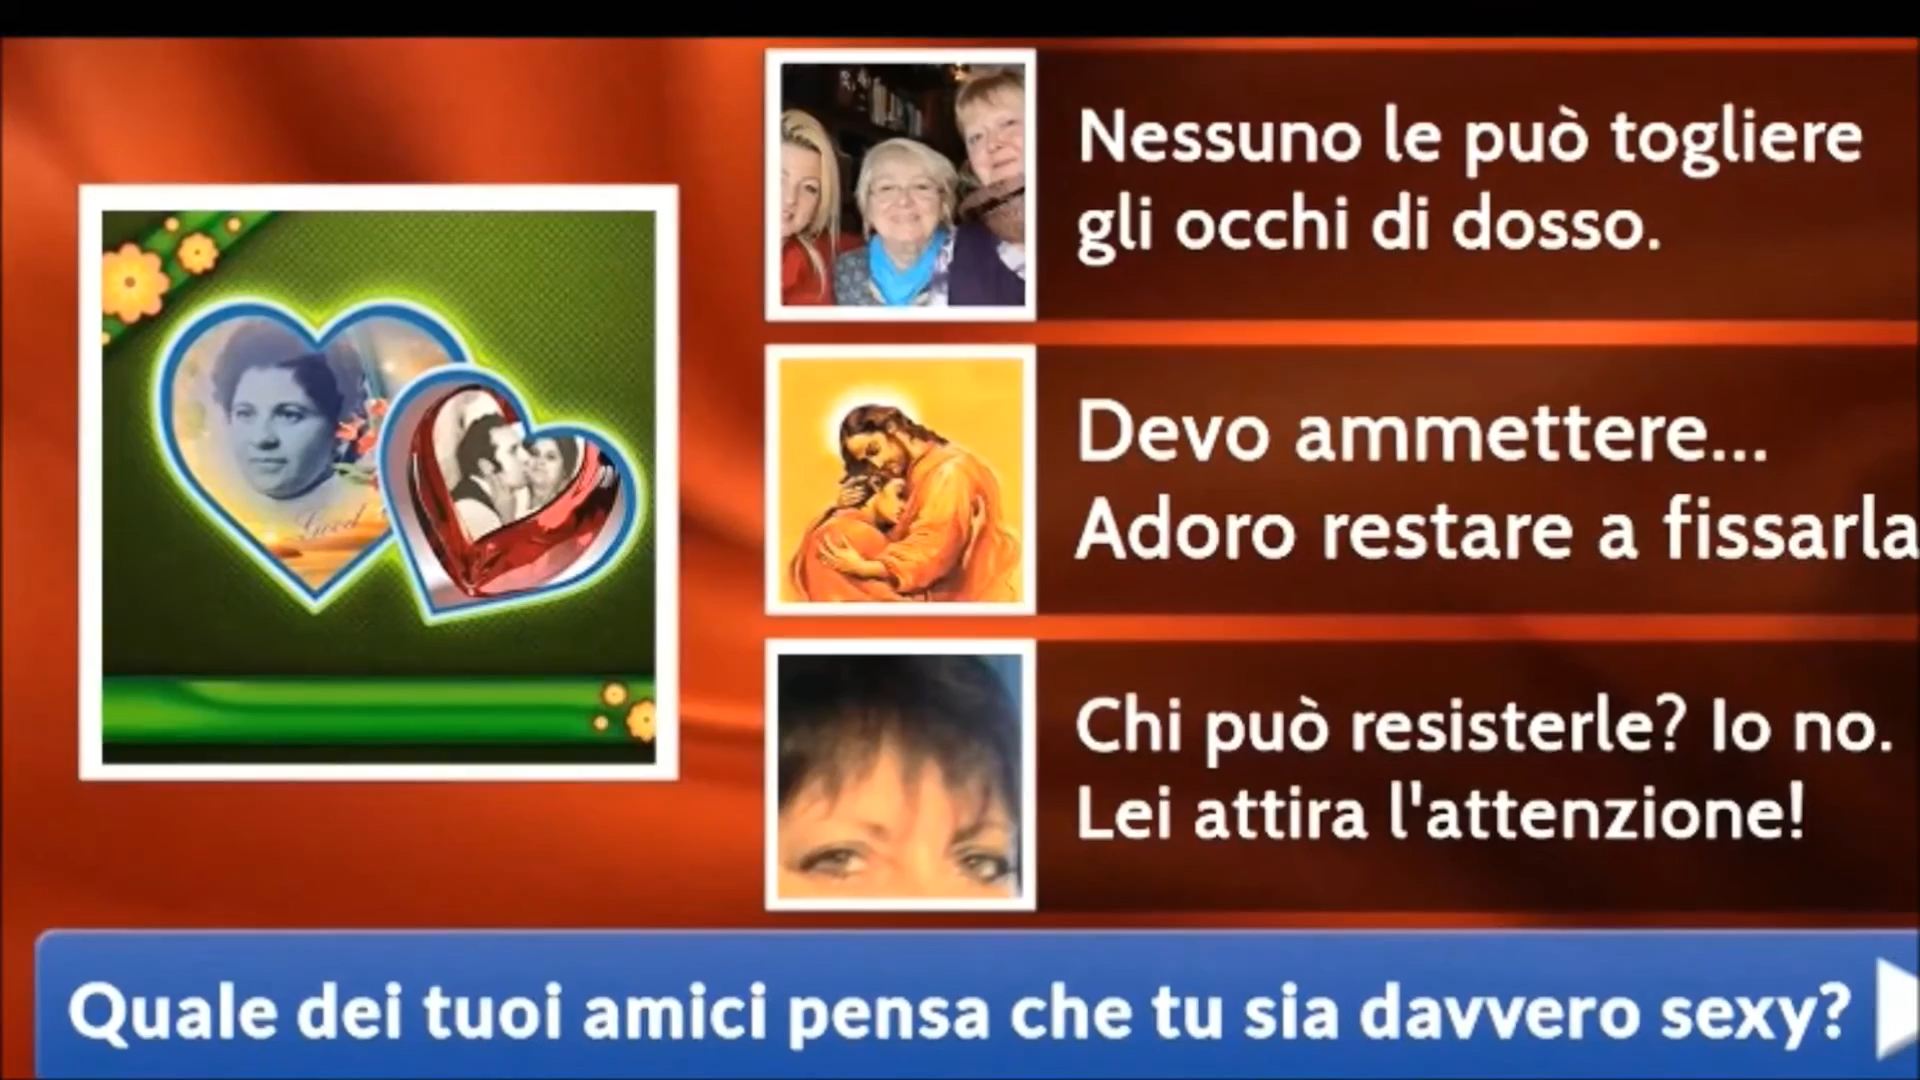 Nessuno le può togliere
gli occhi di dosso.
Devo ammettere...
Adoro restare a fissarla
Chi può resisterle? Io no.
Lei attira l'attenzione!
Good
Quale dei tuoi amici pensa che tu sia davvero sexy?